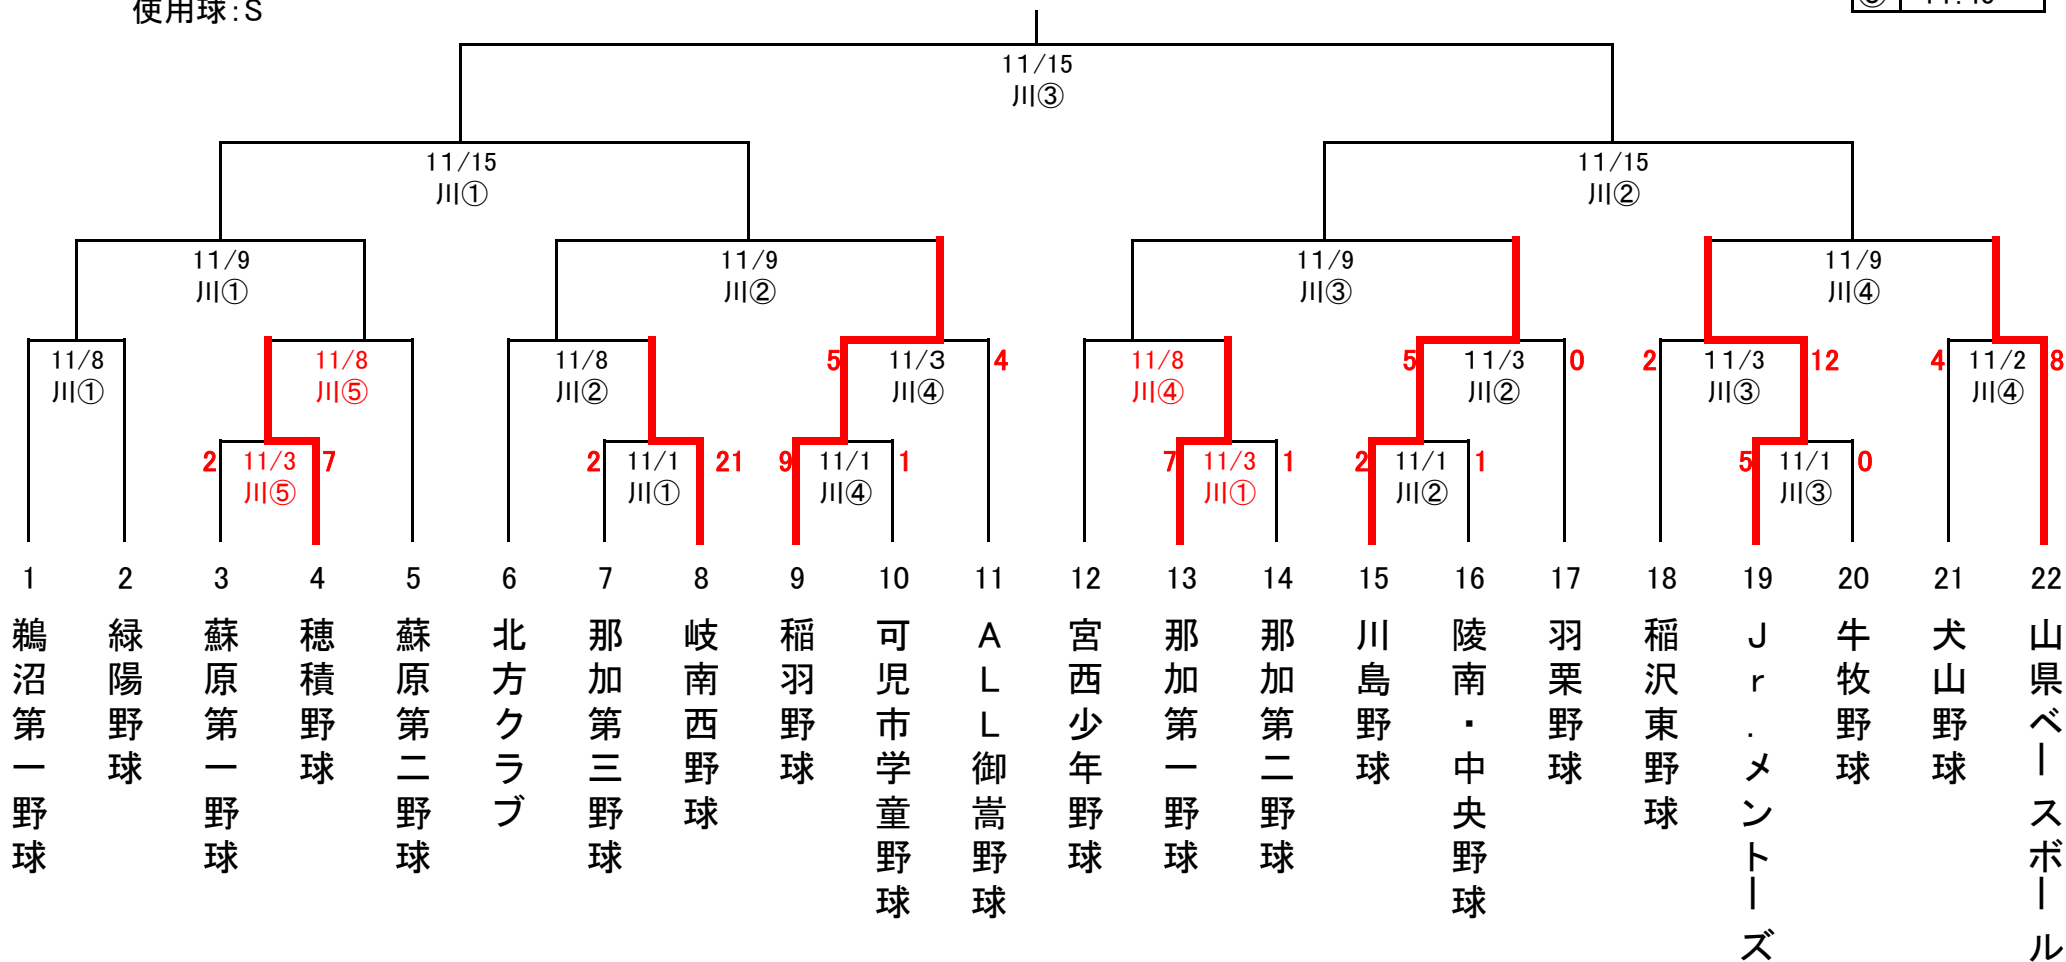 使用球：S
11/15
川③
11/15
川①
11/15
川②
11/9
川①
11/9
川②
11/9
川③
11/9
川④
11/8
川①
11/8
川⑤
11/8
川②
5 11/3 4
川④
11/8
川④
5 11/3 0
川②
2 11/3 12
川③
4 11/2 8
川④
2 11/3 7
川⑤
2 11/1 21
川①
9 11/1 1
川④
7 11/3 1
川①
2 11/1 1
川②
5 11/1 0
川③
1 鵜沼第一野球
2 緑陽野球
3 蘇原第一野球
4 穂積野球
5 蘇原第二野球
6 北方クラブ
7 那加第三野球
8 岐南西野球
9 稲羽野球
10 可児市学童野球
11 ALL御嵩野球
12 宮西少年野球
13 那加第一野球
14 那加第二野球
15 川島野球
16 陵南・中央野球
17 羽栗野球
18 稲沢東野球
19 Jr.メントーズ
20 牛牧野球
21 犬山野球
22 山県ベースボール